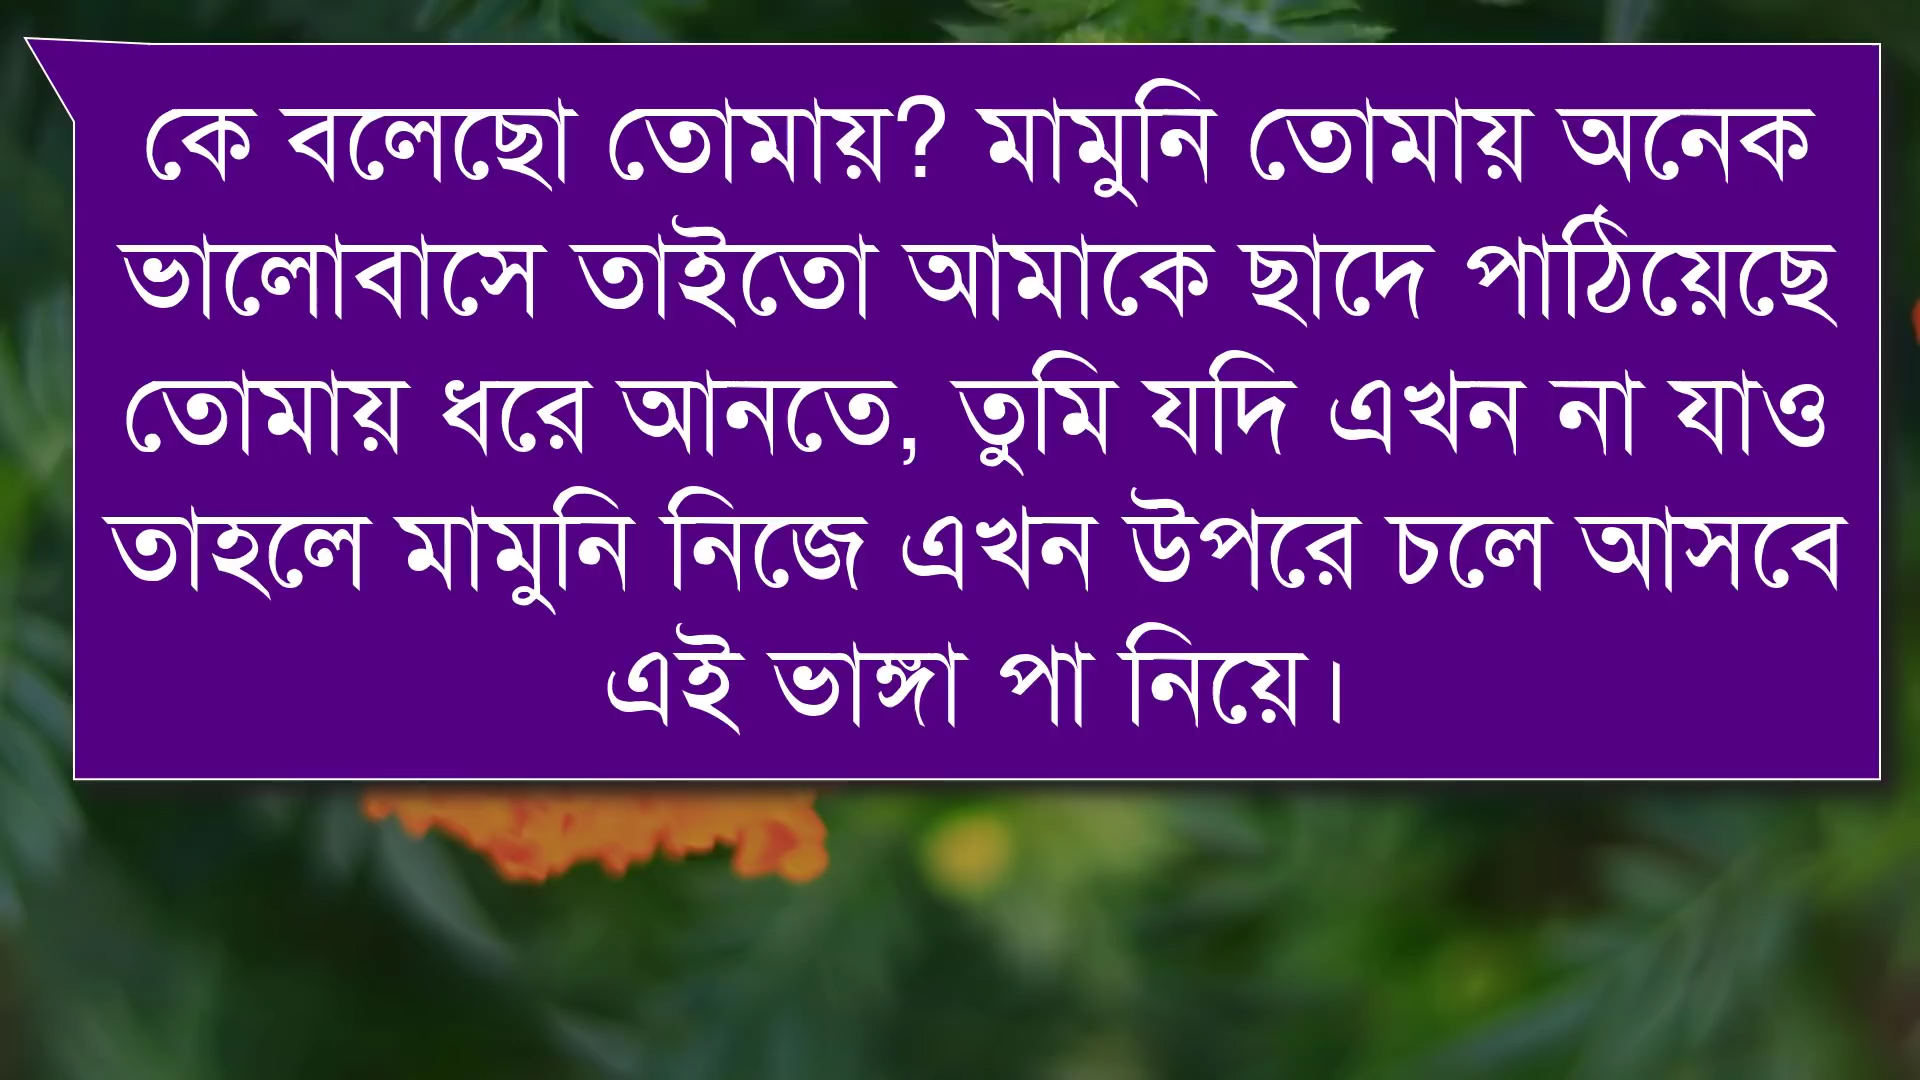 কে বলেছো তোমায়? মামুনি তোমায় অনেক
ভালোবাসে তাইতো আমাকে ছাদে পাঠিয়েছে
তোমায় ধরে আনতে, তুমি যদি এখন না যাও
তাহলে মামুনি নিজে এখন উপরে চলে আসবে
এই ভাঙ্গা পা নিয়ে।